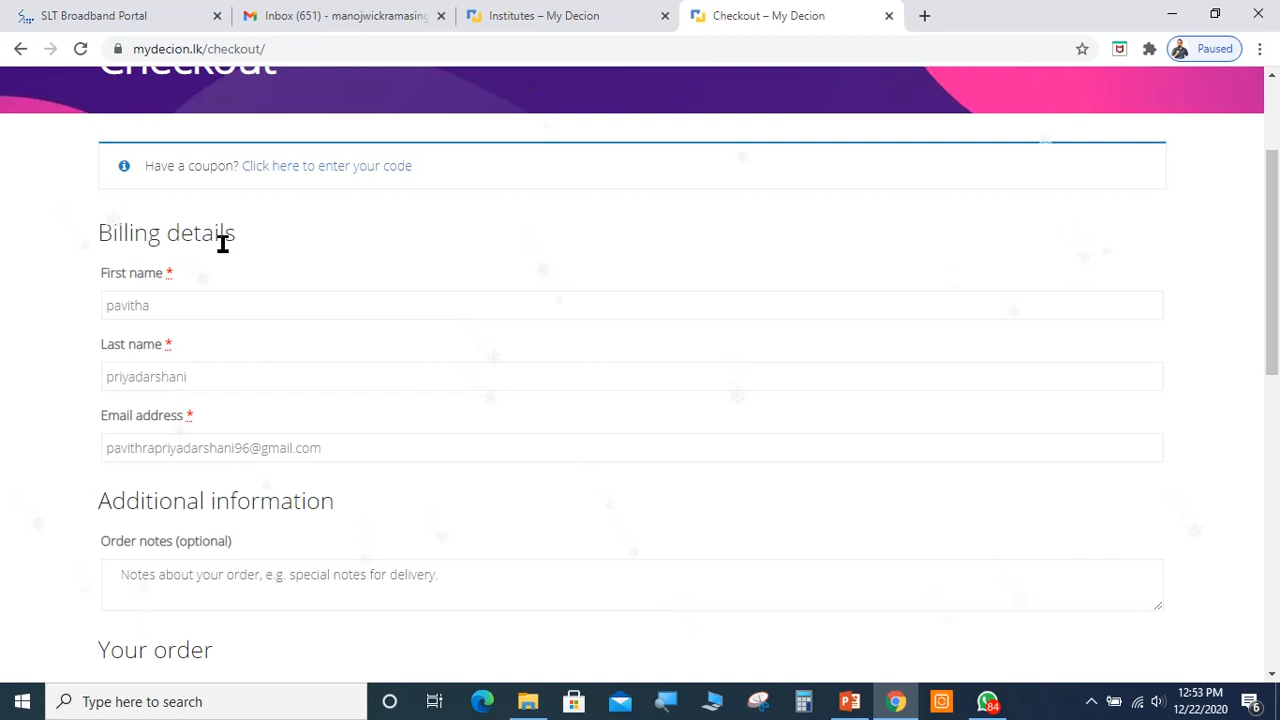 SLT Broadband Portal
Inbox (651) - manojwickramasing
Institutes – My Decion
Checkout – My Decion
mydecion.lk/checkout/
Paused
Checkout
Have a coupon? Click here to enter your code
Billing details
First name *
pavitha
Last name *
priyadarshani
Email address *
pavithrapriyadarshani96@gmail.com
Additional information
Order notes (optional)
Notes about your order, e.g. special notes for delivery.
Your order
Type here to search
84
12:53 PM
12/22/2020
6